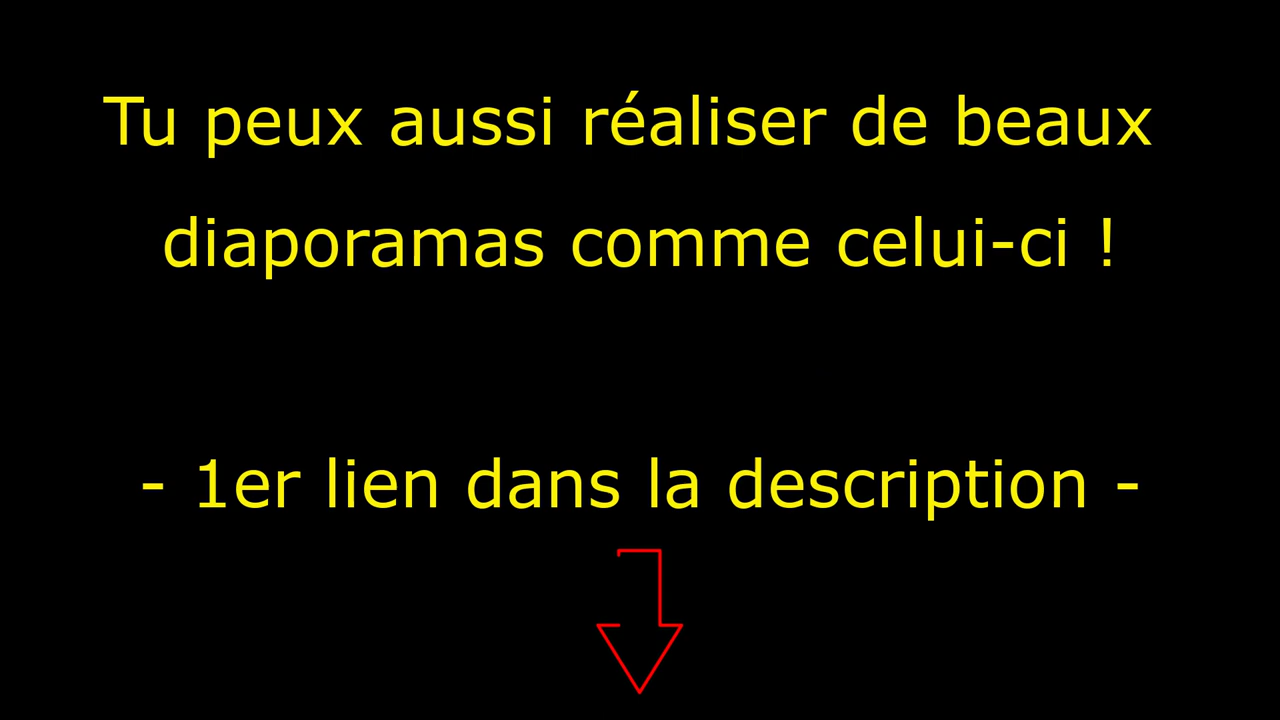 Tu peux aussi réaliser de beaux
diaporamas comme celui-ci !
- 1er lien dans la description -